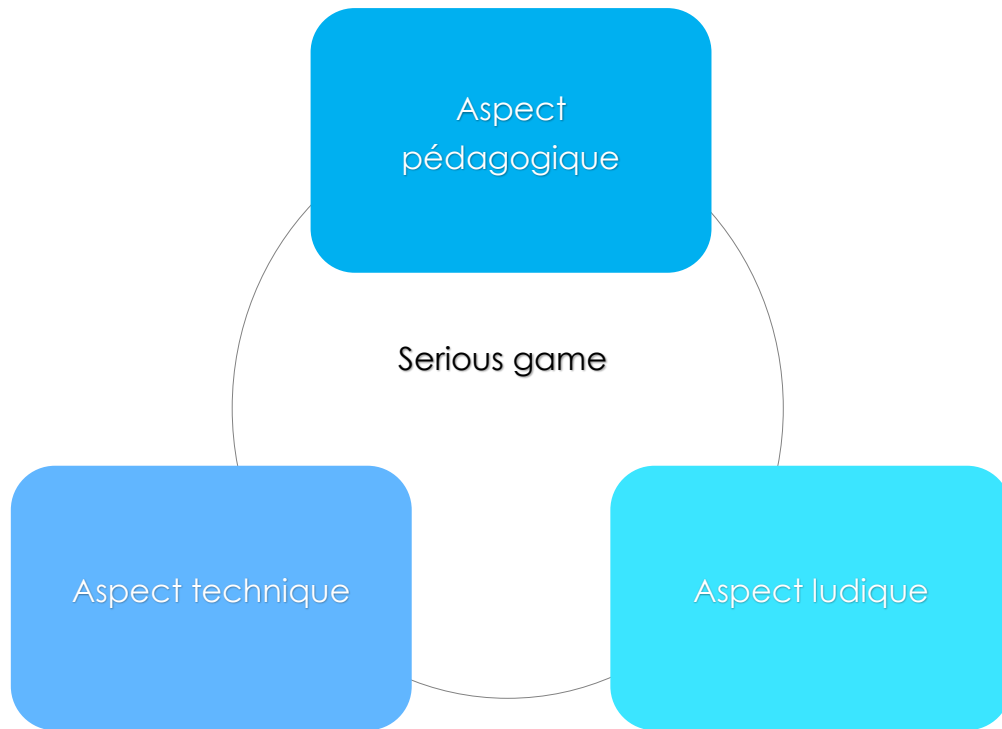 Aspect
pédagogique
Serious game
Aspect technique
Aspect ludique